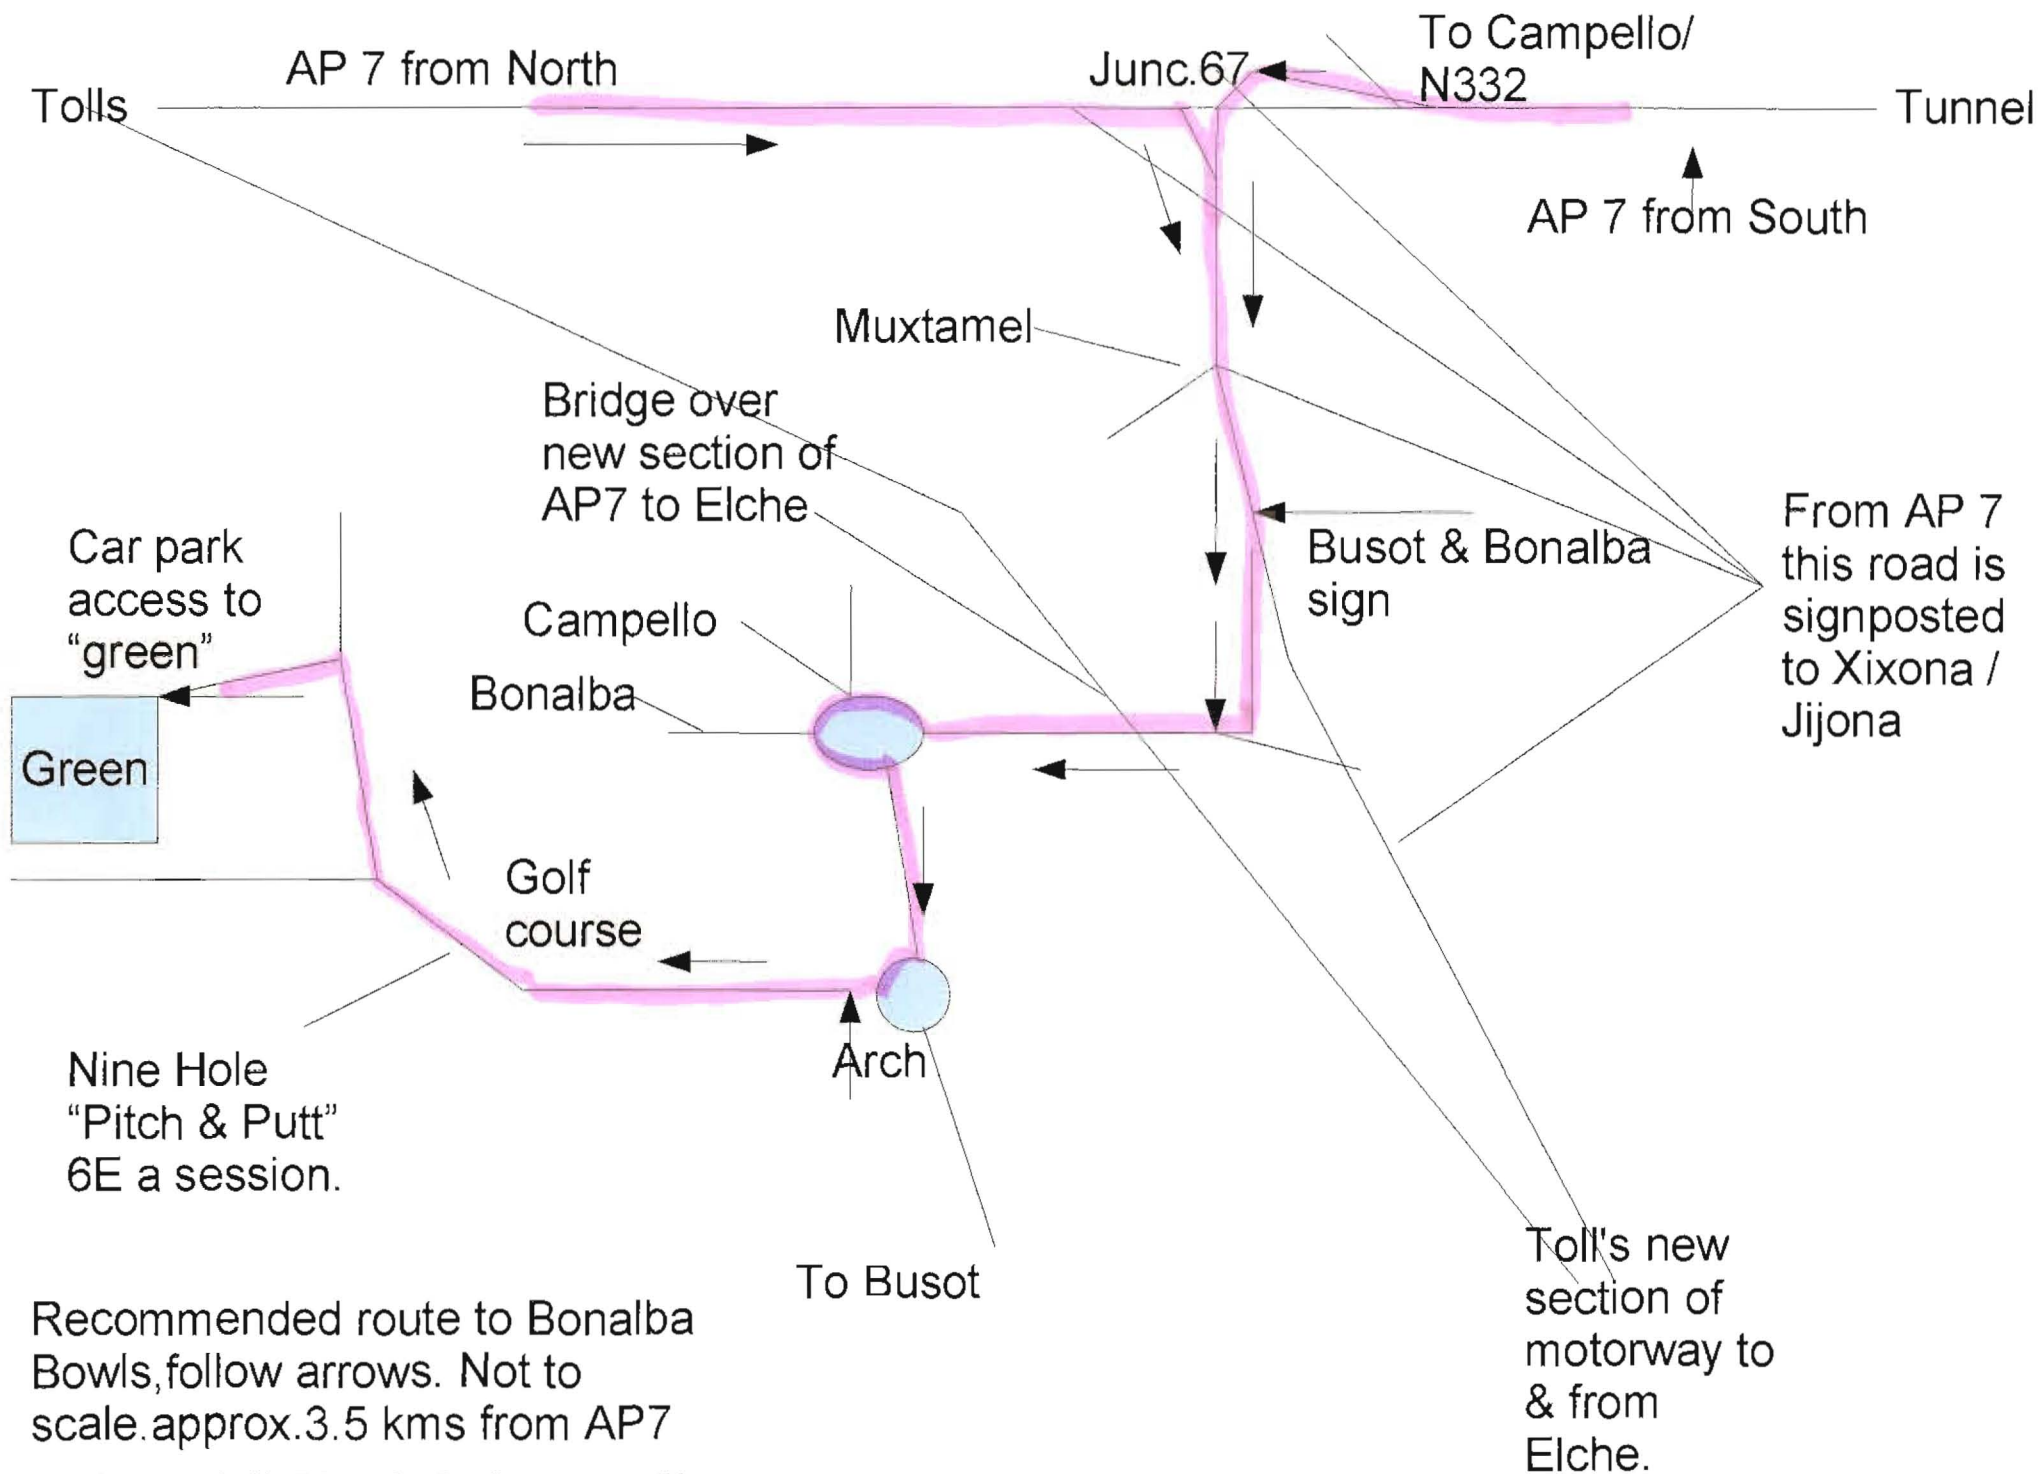 To Campello/
N332
AP 7 from North
Junc.67
Tolls
Tunnel
AP 7 from South
Muxtamel
Bridge over
new section of
AP7 to Elche
From AP 7
this road is
signposted
to Xixona /
Jijona
Car park
access to
“green”
Busot & Bonalba
sign
Campello
Bonalba
Green
Golf
course
Arch
Nine Hole
“Pitch & Putt”
6E a session.
To Busot
Toll's new
section of
motorway to
& from
Elche.
Recommended route to Bonalba
Bowls,follow arrows. Not to
scale.approx.3.5 kms from AP7